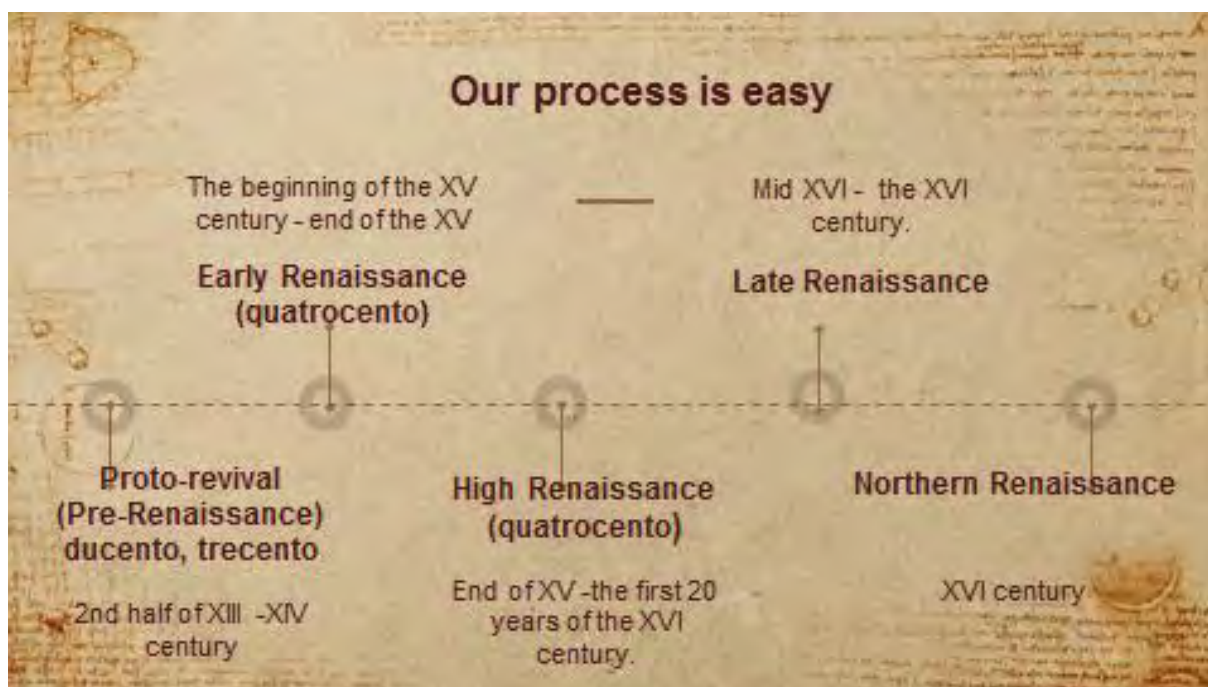 Our process is easy
The beginning of the XV
century - end of the XV
Early Renaissance
(quatrocento)
Mid XVI - the XVI
century.
Late Renaissance
Proto-revival
(Pre-Renaissance)
ducento, trecento
2nd half of XIII -XIV
century
High Renaissance
(quatrocento)
End of XV -the first 20
years of the XVI
century.
Northern Renaissance
XVI century